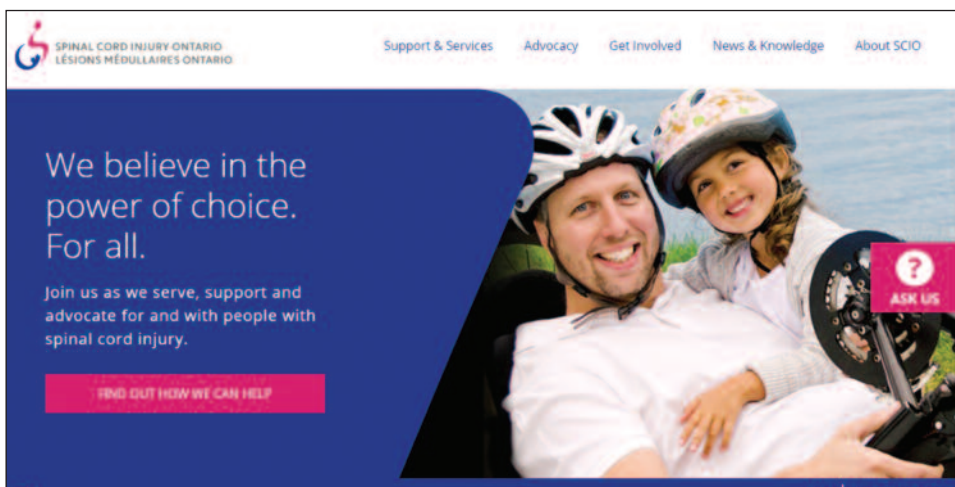 SPINAL CORD INJURY ONTARIO
LÉSIONS MÉDULLAIRES ONTARIO
Support & Services Advocacy Get Involved News & Knowledge About SCIO
We believe in the
power of choice.
For all.
Join us as we serve, support and
advocate for and with people with
spinal cord injury.
FIND OUT HOW WE CAN HELP
?
ASK US